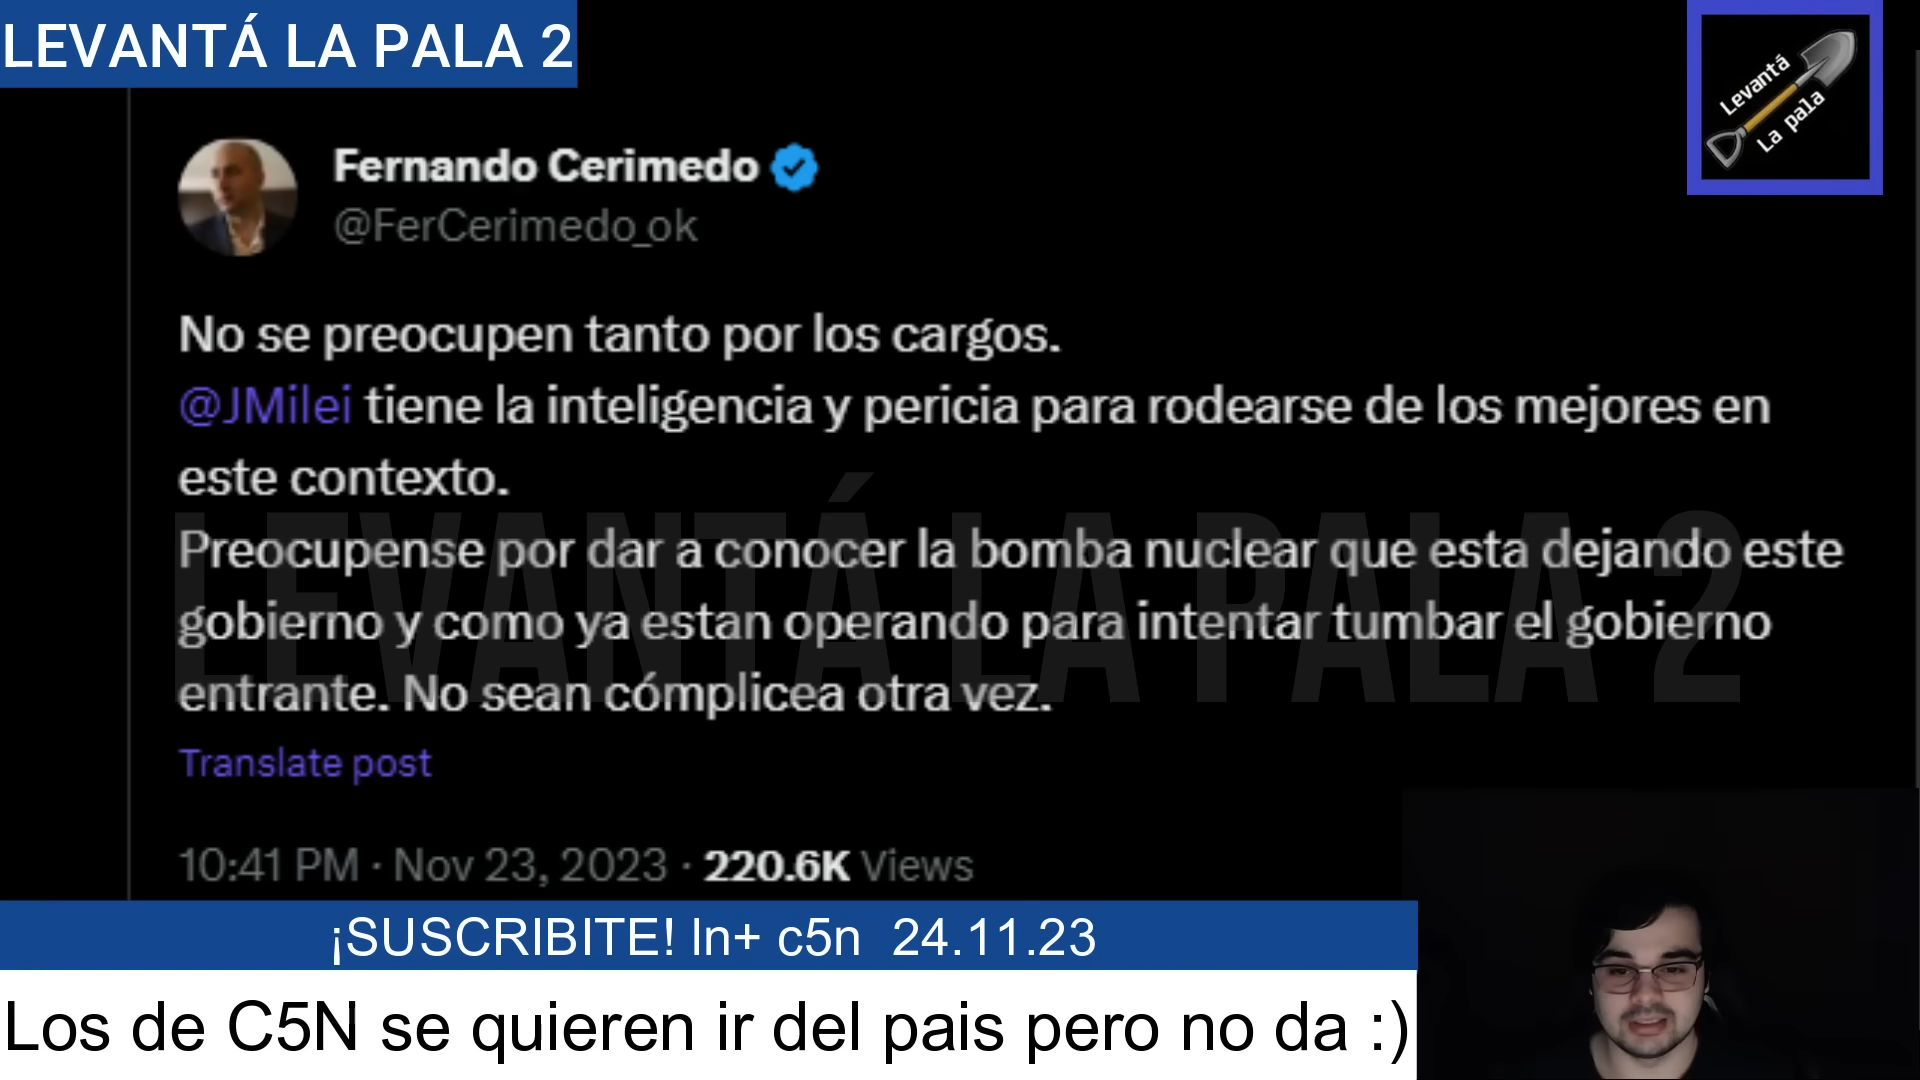 LEVANTÁ LA PALA 2
Levantá
La pala
Fernando Cerimedo
@FerCerimedo_ok
No se preocupen tanto por los cargos.
@JMilei tiene la inteligencia y pericia para rodearse de los mejores en
este contexto.
Preocupense por dar a conocer la bomba nuclear que esta dejando este
gobierno y como ya estan operando para intentar tumbar el gobierno
entrante. No sean cómplicea otra vez.
LEVANTÁ LA PALA 2
Translate post
10:41 PM · Nov 23, 2023 · 220.6K Views
¡SUSCRIBITE! In+ c5n 24.11.23
Los de C5N se quieren ir del pais pero no da :)